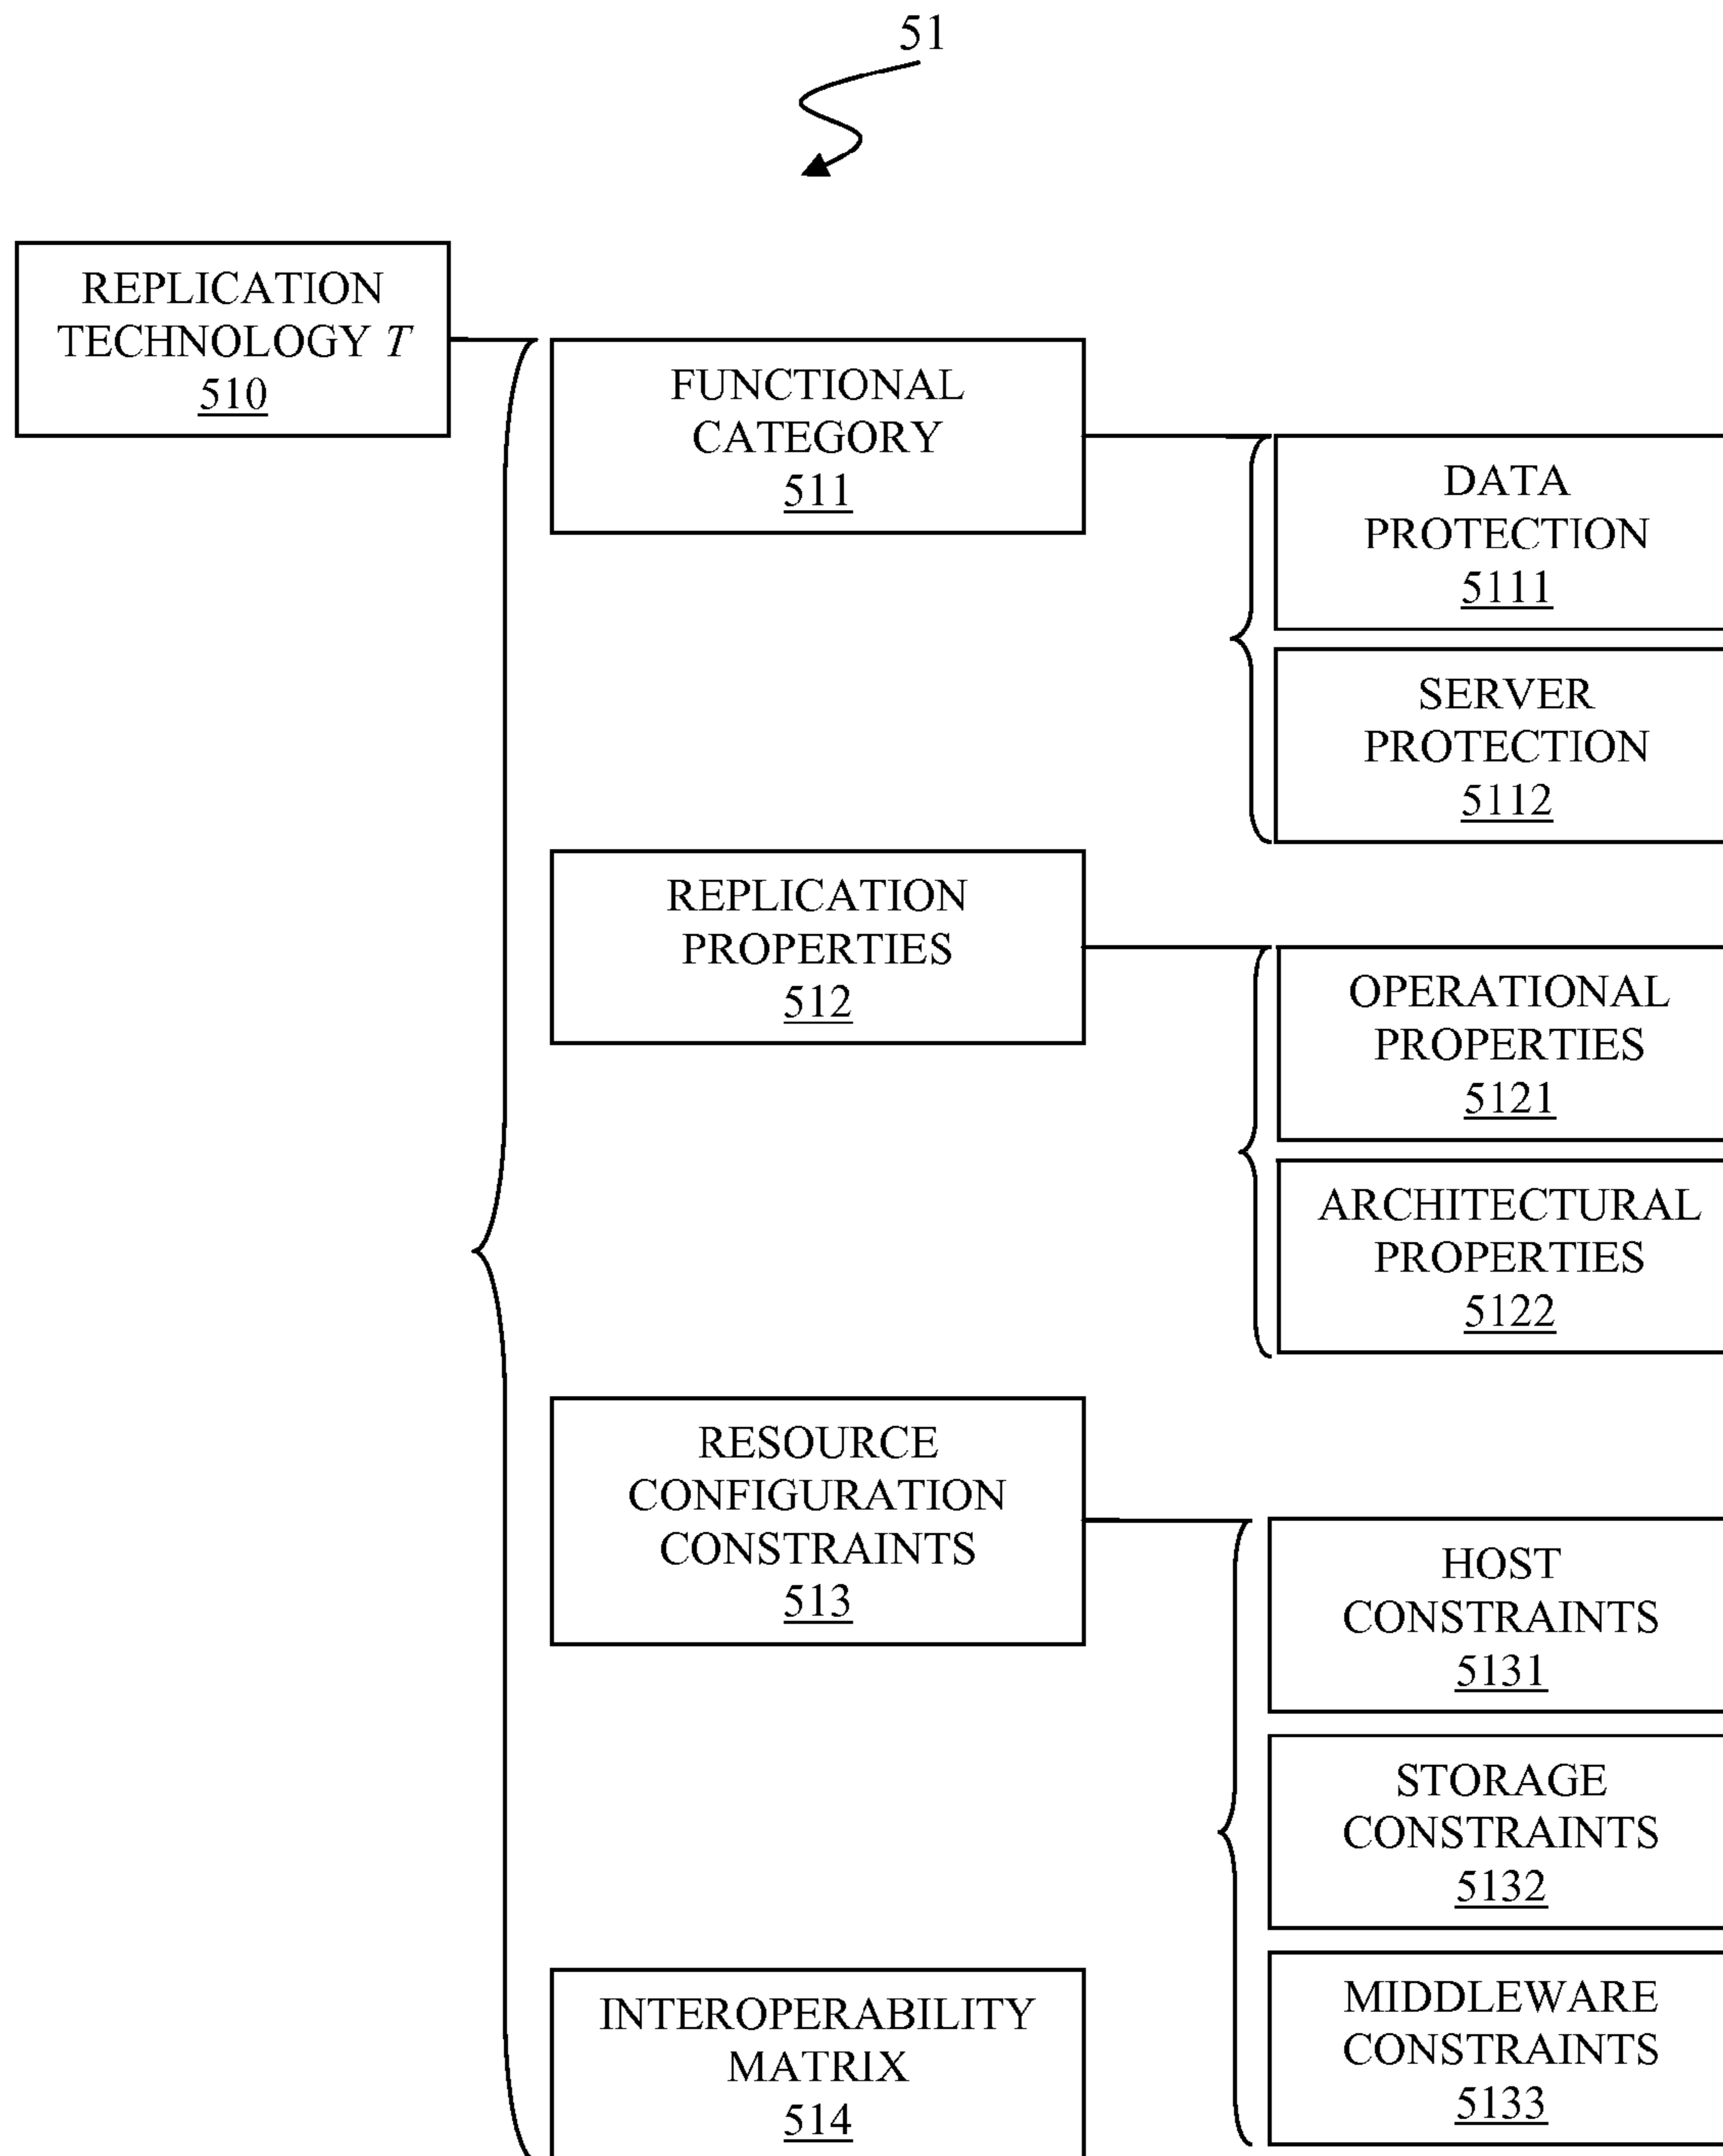 51
REPLICATION
TECHNOLOGY T
510
FUNCTIONAL
CATEGORY
511
DATA
PROTECTION
5111
SERVER
PROTECTION
5112
REPLICATION
PROPERTIES
512
OPERATIONAL
PROPERTIES
5121
ARCHITECTURAL
PROPERTIES
5122
RESOURCE
CONFIGURATION
CONSTRAINTS
513
HOST
CONSTRAINTS
5131
STORAGE
CONSTRAINTS
5132
MIDDLEWARE
CONSTRAINTS
5133
INTEROPERABILITY
MATRIX
514